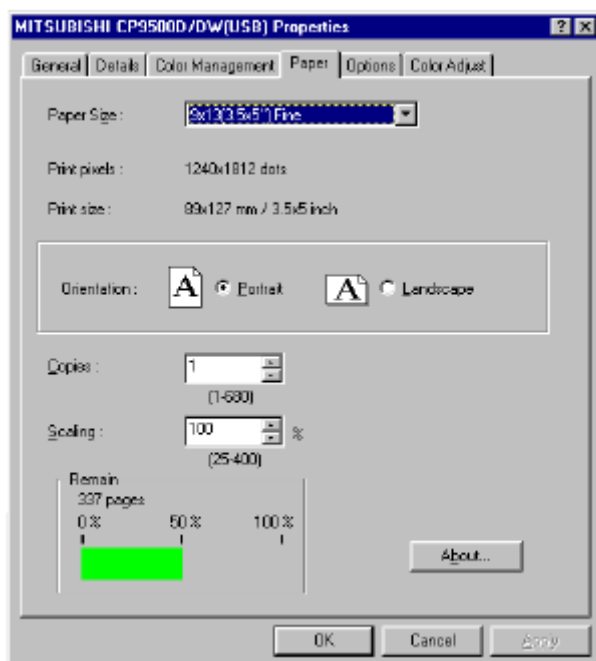 MITSUBISHI CP9500D/DW(USB) Properties
General Details Color Management Paper Options Color Adjust
Paper Size : 9x13(3.5x5") Fine
Print pixels : 1240x1812 dots
Print size : 89x127 mm / 3.5x5 inch
Orientation : A Portrait A Landscape
Copies : 1
(1-680)
Scaling : 100 %
(25-400)
Remain
337 pages
0 % 50 % 100 %
About...
OK Cancel Apply